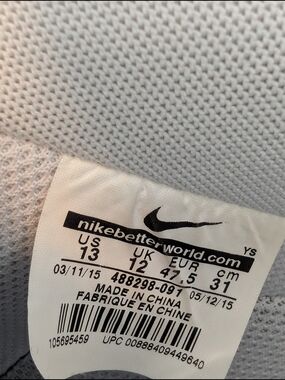 nikebetterworld.com
YS
US UK EUR cm
13 12 47,5 31
03/11/15 488298-091 05/12/15
MADE IN CHINA
FABRIQUE EN CHINE
105695459 UPC 00888409449640